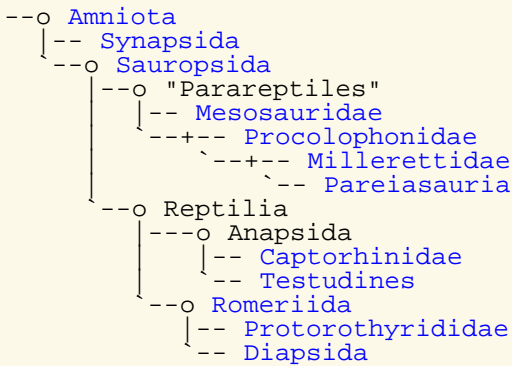 --o Amniota
  |-- Synapsida
  `--o Sauropsida
     |--o "Parareptiles"
     |  |-- Mesosauridae
     |  `--+-- Procolophonidae
     |     `--+-- Millerettidae
     |        `-- Pareiasauria
     `--o Reptilia
        |---o Anapsida
        |   |-- Captorhinidae
        |   `-- Testudines
        `--o Romeriida
           |-- Protorothyrididae
           `-- Diapsida